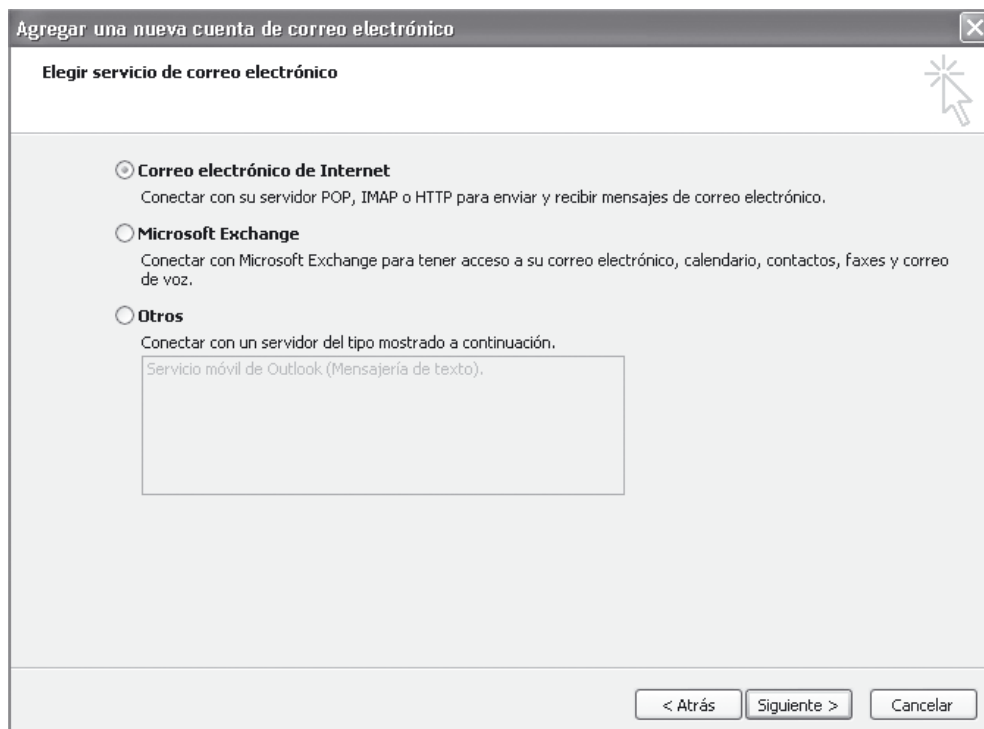 Agregar una nueva cuenta de correo electrónico
Elegir servicio de correo electrónico
Correo electrónico de Internet
Conectar con su servidor POP, IMAP o HTTP para enviar y recibir mensajes de correo electrónico.
Microsoft Exchange
Conectar con Microsoft Exchange para tener acceso a su correo electrónico, calendario, contactos, faxes y correo
de voz.
Otros
Conectar con un servidor del tipo mostrado a continuación.
Servicio móvil de Outlook (Mensajería de texto).
< Atrás
Siguiente >
Cancelar